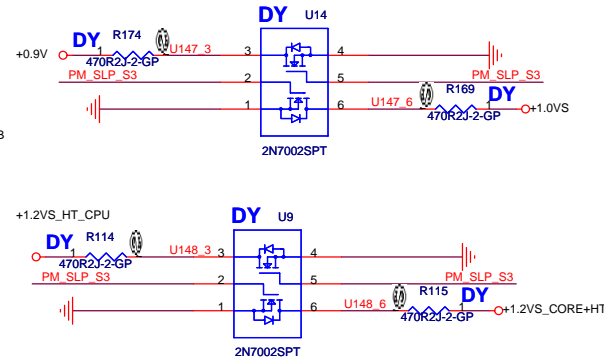 DY U14
+0.9V DY 1 R174 U147_3 3 4
470R2J-2-GP
PM_SLP_S3 2 5 PM_SLP_S3
R169 DY
1 6 U147_6 1 +1.0VS
470R2J-2-GP
B
2N7002SPT
+1.2VS_HT_CPU
DY U9
DY 1 R114 U148_3 3 4
470R2J-2-GP
PM_SLP_S3 2 5 PM_SLP_S3
R115 DY
1 6 U148_6 1 +1.2VS_CORE+HT
470R2J-2-GP
2N7002SPT